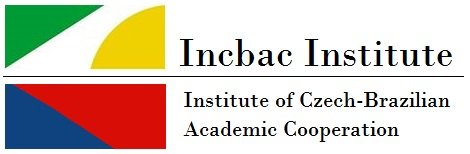 Incbac Institute
Institute of Czech-Brazilian
Academic Cooperation